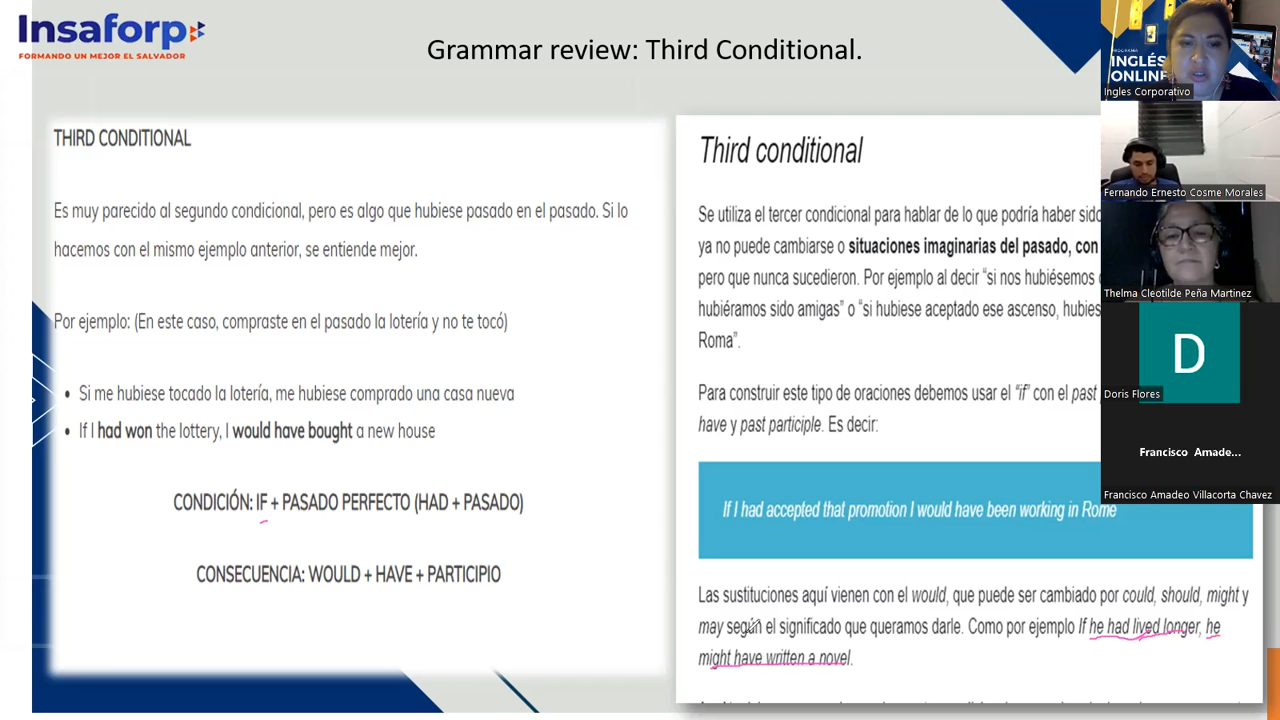 Insaforp
FORMANDO UN MEJOR EL SALVADOR
Grammar review: Third Conditional.
THIRD CONDITIONAL
Es muy parecido al segundo condicional, pero es algo que hubiese pasado en el pasado. Si lo
hacemos con el mismo ejemplo anterior, se entiende mejor.
Por ejemplo: (En este caso, compraste en el pasado la lotería y no te tocó)
• Si me hubiese tocado la lotería, me hubiese comprado una casa nueva
• If I had won the lottery, I would have bought a new house
CONDICIÓN: IF + PASADO PERFECTO (HAD + PASADO)
CONSECUENCIA: WOULD + HAVE + PARTICIPIO
Third conditional
Se utiliza el tercer condicional para hablar de lo que podría haber sido
ya no puede cambiarse o situaciones imaginarias del pasado, con
pero que nunca sucedieron. Por ejemplo al decir “si nos hubiésemos
hubiéramos sido amigas” o “si hubiese aceptado ese ascenso, hubies
Roma”.
Para construir este tipo de oraciones debemos usar el “if” con el past
have y past participle. Es decir:
If I had accepted that promotion I would have been working in Rome
Las sustituciones aquí vienen con el would, que puede ser cambiado por could, should, might y
may según el significado que queramos darle. Como por ejemplo If he had lived longer, he
might have written a novel.
INGLÉS
ONLINE
Ingles Corporativo
Fernando Ernesto Cosme Morales
Thelma Cleotilde Peña Martinez
D
Doris Flores
Francisco Amade...
Francisco Amadeo Villacorta Chavez